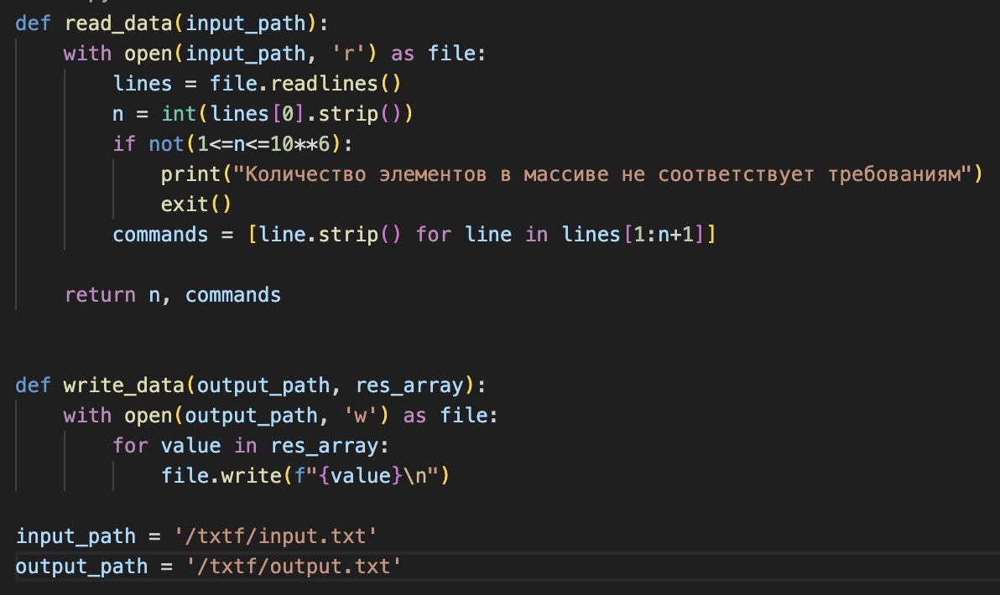 def read_data(input_path):
    with open(input_path, 'r') as file:
        lines = file.readlines()
        n = int(lines[0].strip())
        if not(1<=n<=10**6):
            print("Количество элементов в массиве не соответствует требованиям")
            exit()
        commands = [line.strip() for line in lines[1:n+1]]

    return n, commands


def write_data(output_path, res_array):
    with open(output_path, 'w') as file:
        for value in res_array:
            file.write(f"{value}\n")

input_path = '/txtf/input.txt'
output_path = '/txtf/output.txt'